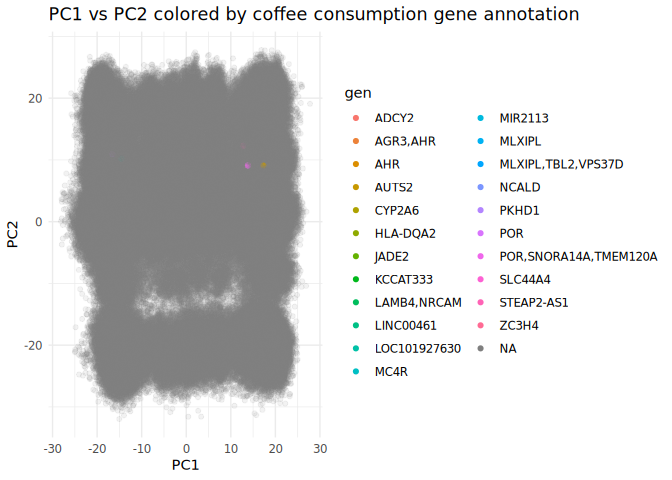 PC1 vs PC2 colored by coffee consumption gene annotation
20
0
-20
PC2
-30 -20 -10 0 10 20 30
PC1
gen
ADCY2
AGR3,AHR
AHR
AUTS2
CYP2A6
HLA-DQA2
JADE2
KCCAT333
LAMB4,NRCAM
LINC00461
LOC101927630
MC4R
MIR2113
MLXIPL
MLXIPL,TBL2,VPS37D
NCALD
PKHD1
POR
POR,SNORA14A,TMEM120A
SLC44A4
STEAP2-AS1
ZC3H4
NA